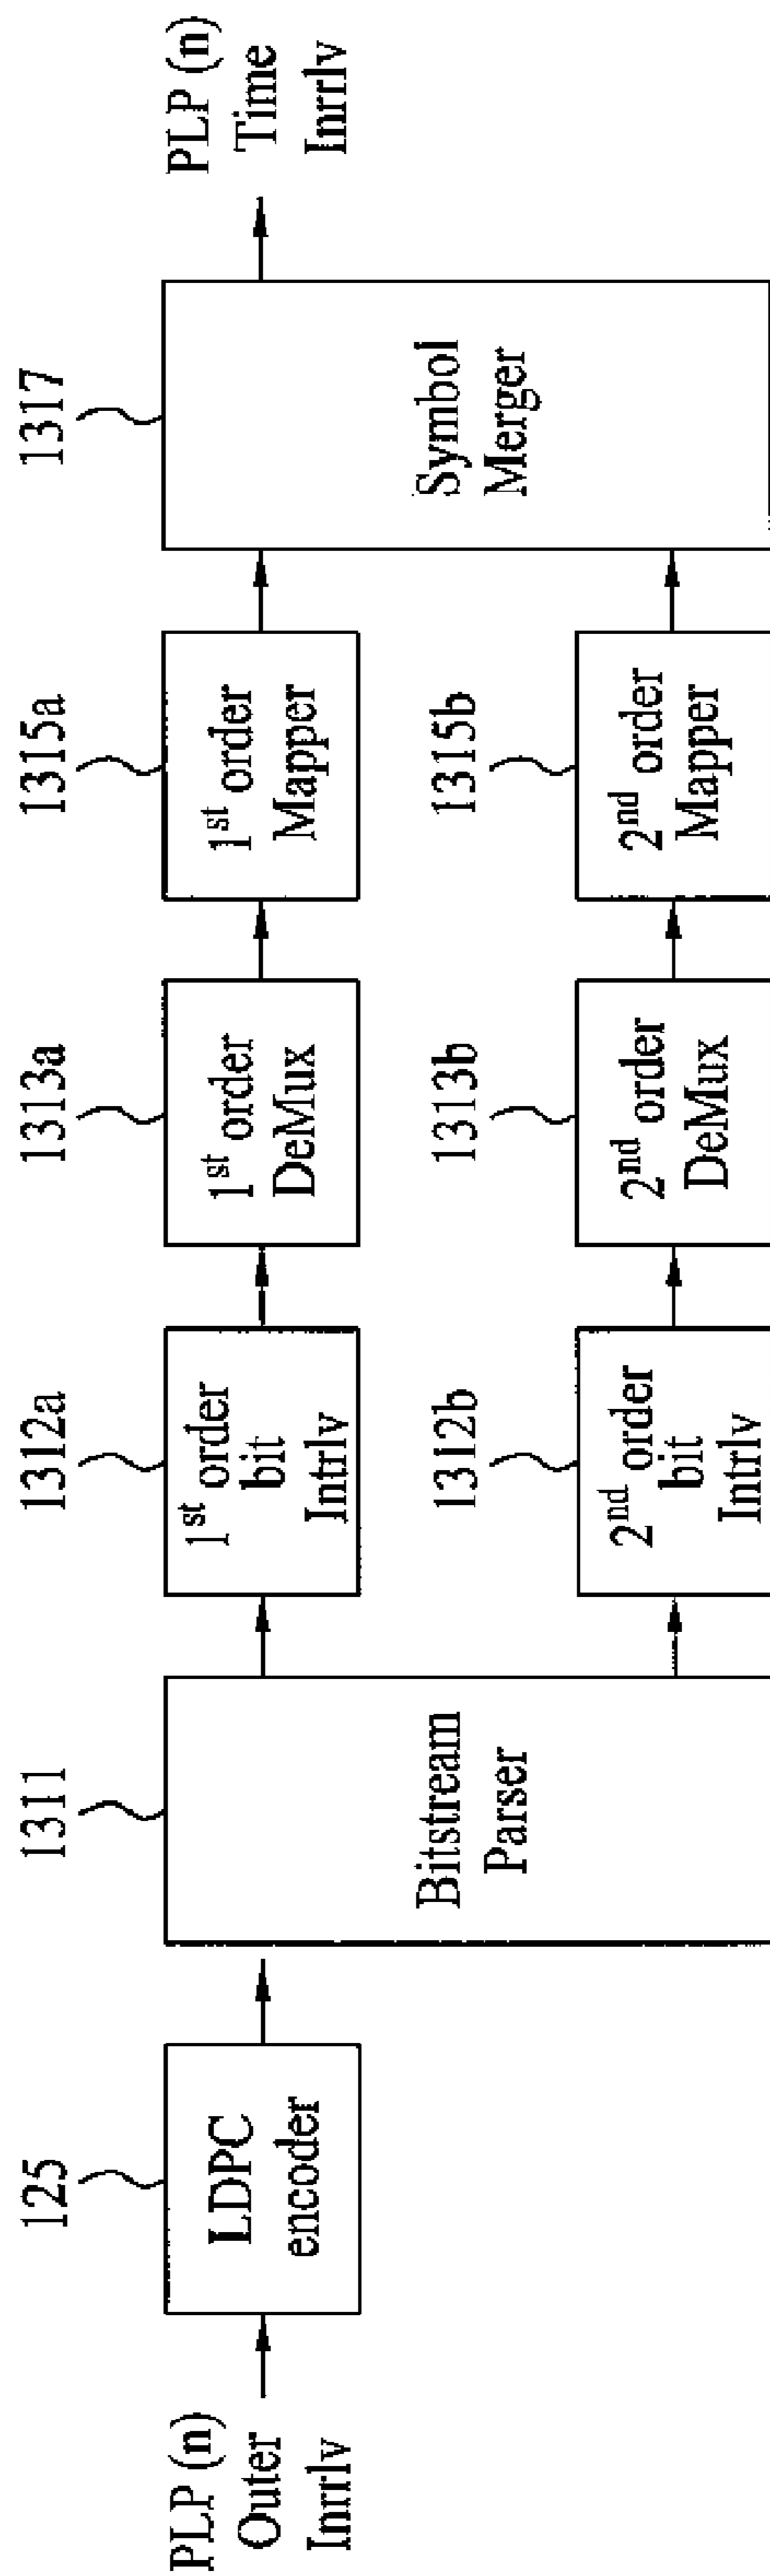 PLP (n)
Outer
Inrrlv
125
LDPC
encoder
1311
Bitstream
Parser
1312a
1st order
bit
Intrlv
1312b
2nd order
bit
Intrlv
1313a
1st order
DeMux
1313b
2nd order
DeMux
1315a
1st order
Mapper
1315b
2nd order
Mapper
1317
Symbol
Merger
PLP (n)
Time
Inrrlv